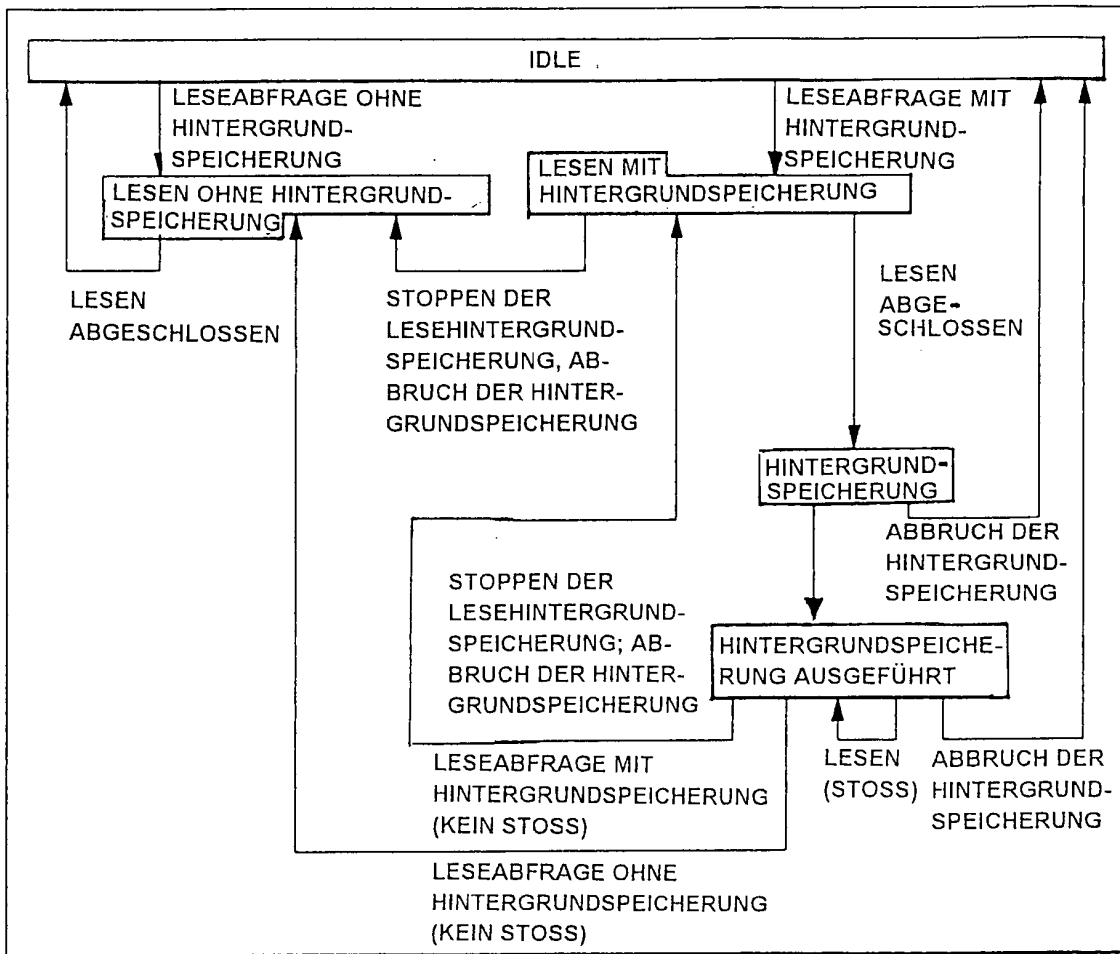 IDLE
LESEABFRAGE OHNE
HINTERGRUND-
SPEICHERUNG
LESEABFRAGE MIT
HINTERGRUND-
SPEICHERUNG
LESEN OHNE HINTERGRUND-
SPEICHERUNG
LESEN MIT
HINTERGRUNDSPEICHERUNG
LESEN
ABGESCHLOSSEN
STOPPEN DER
LESEHINTERGRUND-
SPEICHERUNG, AB-
BRUCH DER HINTER-
GRUNDSPEICHERUNG
LESEN
ABGE-
SCHLOSSEN
HINTERGRUND-
SPEICHERUNG
ABBRUCH DER
HINTERGRUND-
SPEICHERUNG
STOPPEN DER
LESEHINTERGRUND-
SPEICHERUNG; AB-
BRUCH DER HINTER-
GRUNDSPEICHERUNG
HINTERGRUNDSPEICHE-
RUNG AUSGEFÜHRT
LESEABFRAGE MIT
HINTERGRUNDSPEICHERUNG
(KEIN STOSS)
LESEN
(STOSS)
ABBRUCH DER
HINTERGRUND-
SPEICHERUNG
LESEABFRAGE OHNE
HINTERGRUNDSPEICHERUNG
(KEIN STOSS)